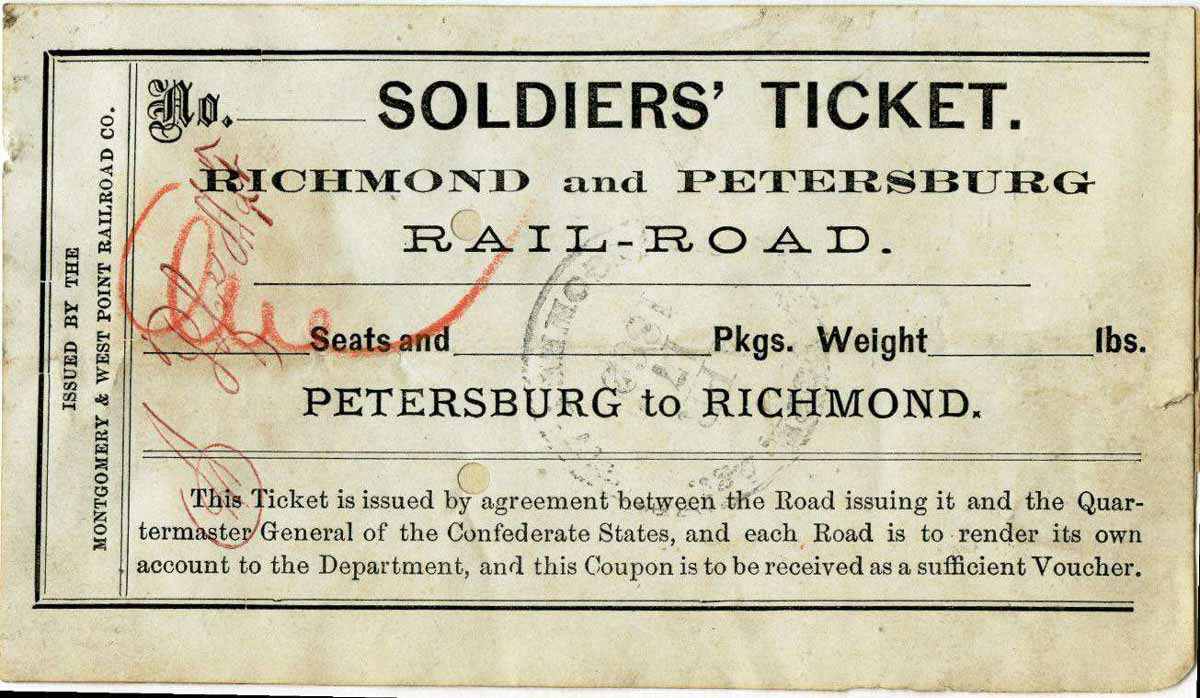 ISSUED BY THE
MONTGOMERY & WEST POINT RAILROAD CO.
No. SOLDIERS' TICKET.
RICHMOND and PETERSBURG
RAIL-ROAD.
Seats and Pkgs. Weight lbs.
PETERSBURG to RICHMOND.
This Ticket is issued by agreement between the Road issuing it and the Quar-
termaster General of the Confederate States, and each Road is to render its own
account to the Department, and this Coupon is to be received as a sufficient Voucher.